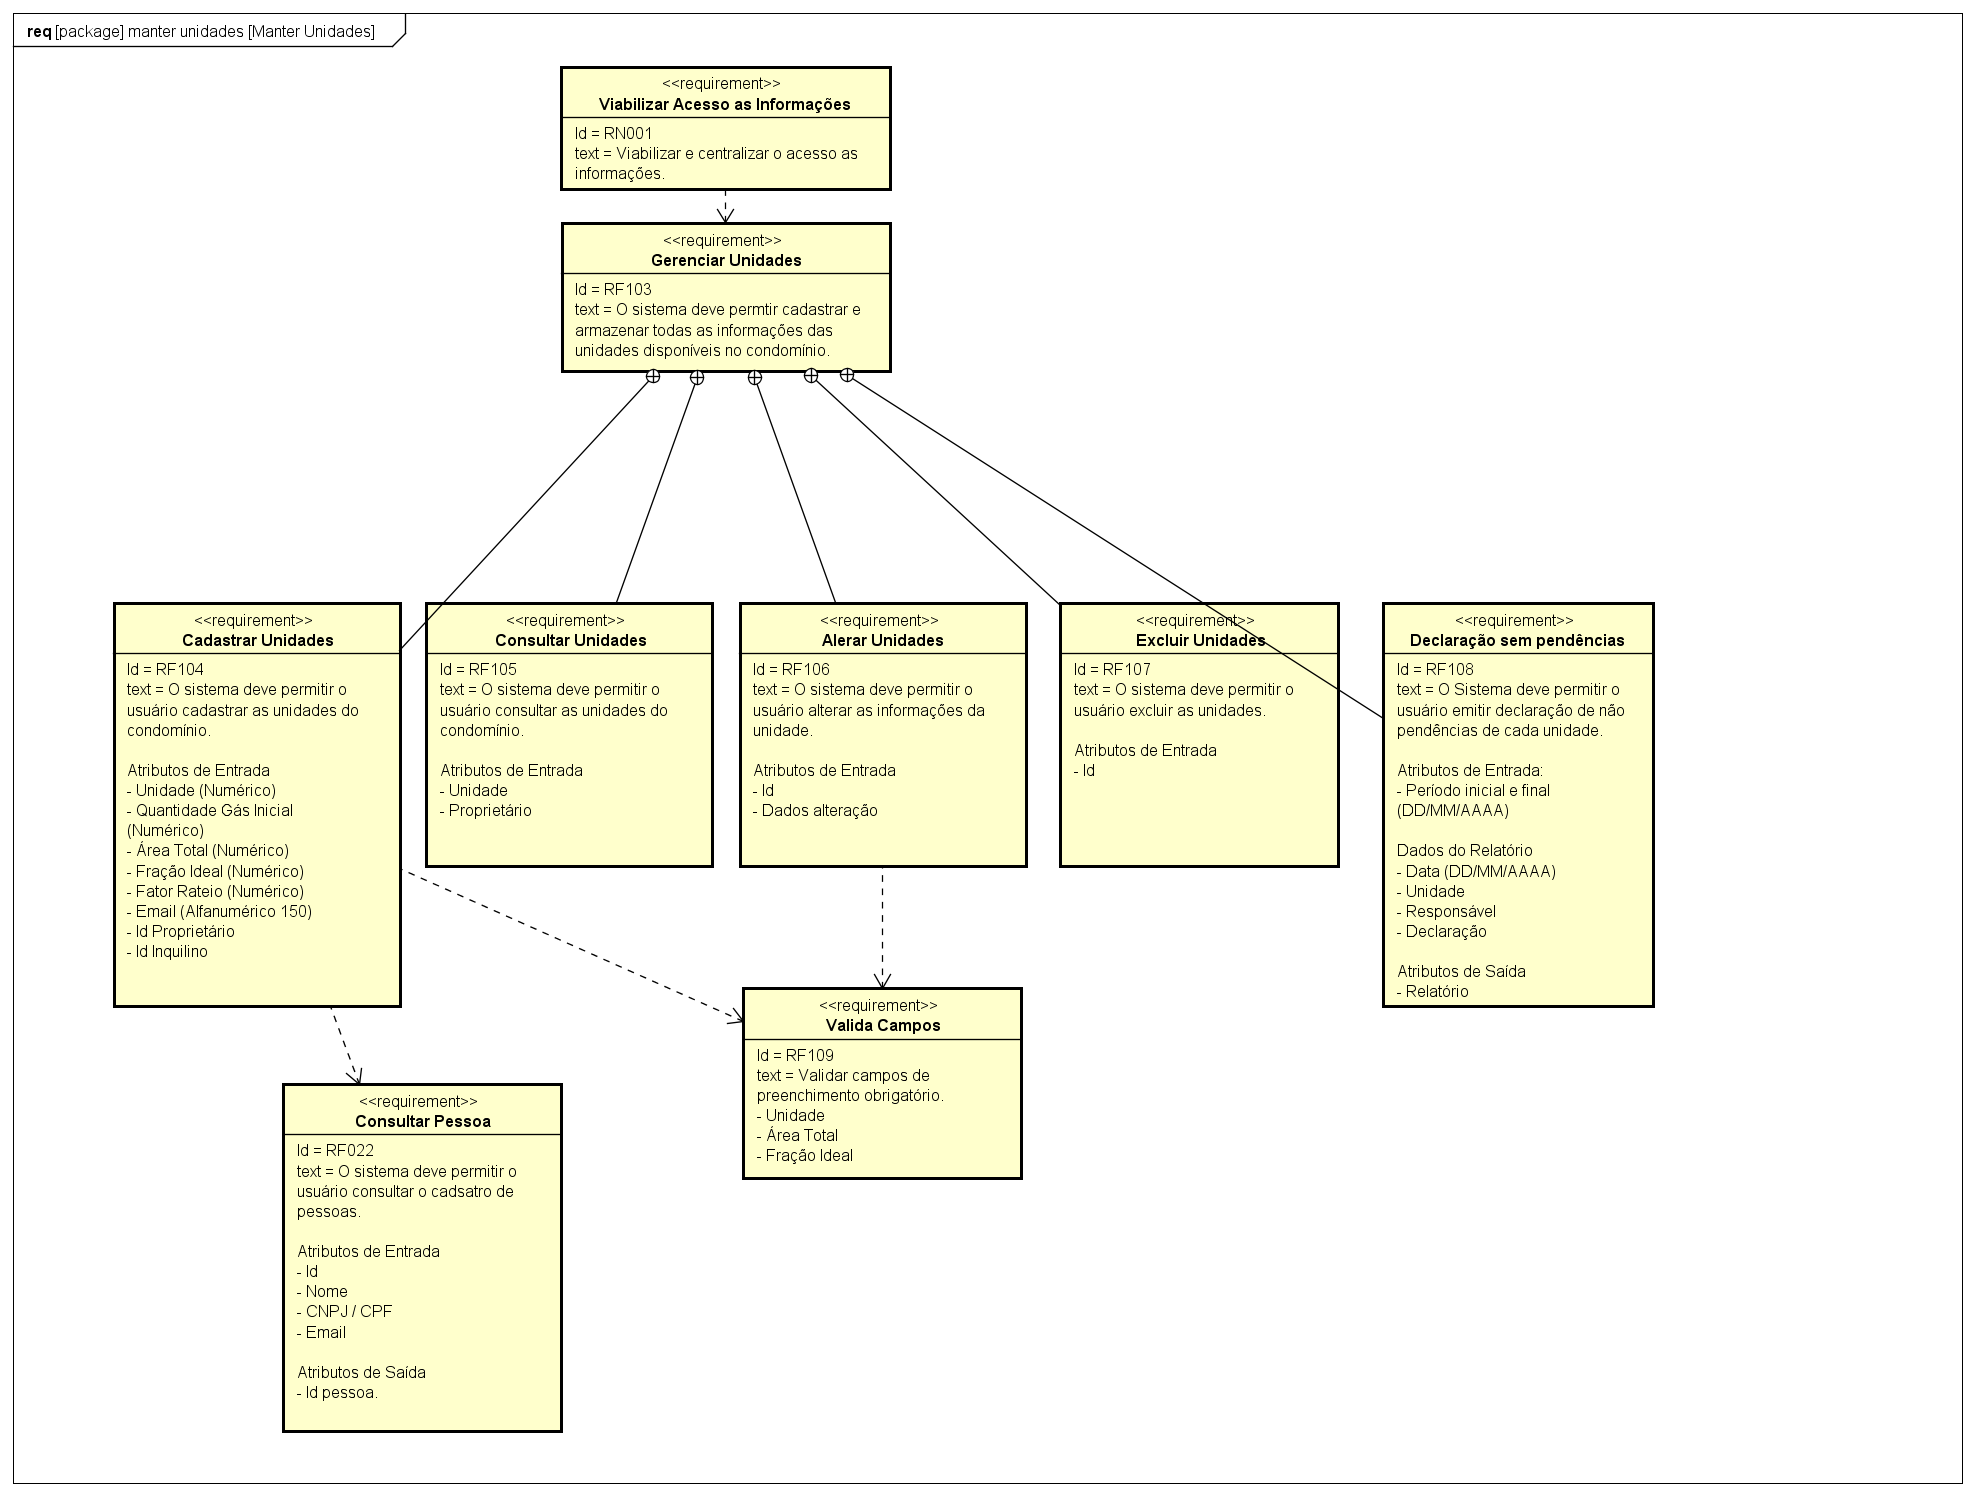 req [package] manter unidades [Manter Unidades]
<<requirement>>
Viabilizar Acesso as Informações
Id = RN001
text = Viabilizar e centralizar o acesso as
informações.
<<requirement>>
Gerenciar Unidades
Id = RF103
text = O sistema deve permtir cadastrar e
armazenar todas as informações das
unidades disponíveis no condomínio.
<<requirement>>
Cadastrar Unidades
Id = RF104
text = O sistema deve permitir o
usuário cadastrar as unidades do
condomínio.
Atributos de Entrada
- Unidade (Numérico)
- Quantidade Gás Inicial
(Numérico)
- Área Total (Numérico)
- Fração Ideal (Numérico)
- Fator Rateio (Numérico)
- Email (Alfanumérico 150)
- Id Proprietário
- Id Inquilino
<<requirement>>
Consultar Unidades
Id = RF105
text = O sistema deve permitir o
usuário consultar as unidades do
condomínio.
Atributos de Entrada
- Unidade
- Proprietário
<<requirement>>
Alerar Unidades
Id = RF106
text = O sistema deve permitir o
usuário alterar as informações da
unidade.
Atributos de Entrada
- Id
- Dados alteração
<<requirement>>
Excluir Unidades
Id = RF107
text = O sistema deve permitir o
usuário excluir as unidades.
Atributos de Entrada
- Id
<<requirement>>
Declaração sem pendências
Id = RF108
text = O Sistema deve permitir o
usuário emitir declaração de não
pendências de cada unidade.
Atributos de Entrada:
- Período inicial e final
(DD/MM/AAAA)
Dados do Relatório
- Data (DD/MM/AAAA)
- Unidade
- Responsável
- Declaração
Atributos de Saída
- Relatório
<<requirement>>
Valida Campos
Id = RF109
text = Validar campos de
preenchimento obrigatório.
- Unidade
- Área Total
- Fração Ideal
<<requirement>>
Consultar Pessoa
Id = RF022
text = O sistema deve permitir o
usuário consultar o cadsatro de
pessoas.
Atributos de Entrada
- Id
- Nome
- CNPJ / CPF
- Email
Atributos de Saída
- Id pessoa.